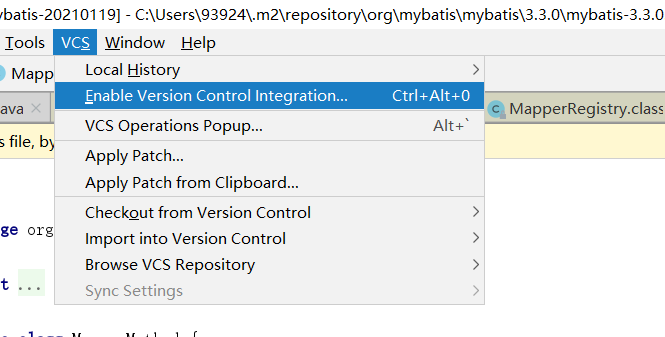 ybatis-20210119] - C:\Users\93924\.m2\repository\org\mybatis\mybatis\3.3.0\mybatis-3.3.0
Tools VCS Window Help
Mapp
Local History
Enable Version Control Integration... Ctrl+Alt+0
ava
MapperRegistry.class
VCS Operations Popup... Alt+`
s file, by
Apply Patch...
Apply Patch from Clipboard...
Checkout from Version Control
ge org
Import into Version Control
Browse VCS Repository
t ...
Sync Settings